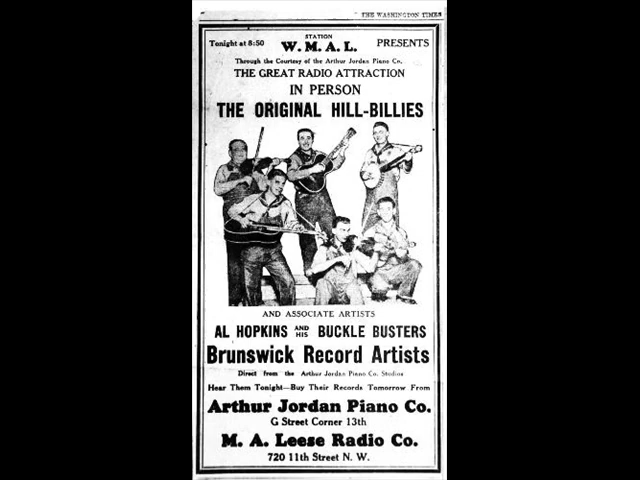 THE WASHINGTON TIMES
STATION
Tonight at 8:50 W. M. A. L. PRESENTS
Through the Courtesy of the Arthur Jordan Piano Co.
THE GREAT RADIO ATTRACTION
IN PERSON
THE ORIGINAL HILL-BILLIES
AND ASSOCIATE ARTISTS
AL HOPKINS AND HIS BUCKLE BUSTERS
Brunswick Record Artists
Direct from the Arthur Jordan Piano Co. Studios
Hear Them Tonight—Buy Their Records Tomorrow From
Arthur Jordan Piano Co.
G Street Corner 13th
M. A. Leese Radio Co.
720 11th Street N. W.